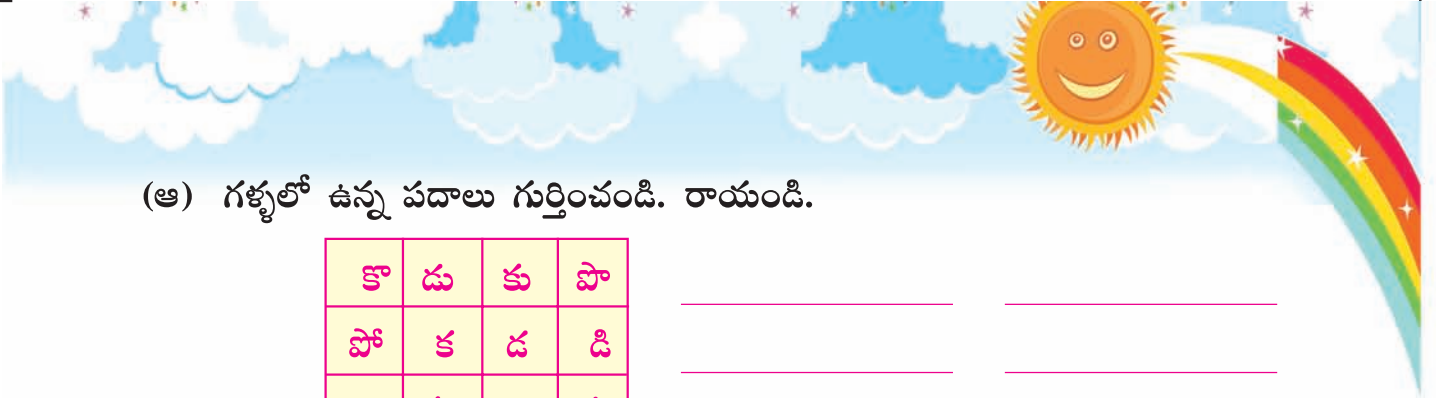 (ఆ) గళ్ళలో ఉన్న పదాలు గుర్తించండి. రాయండి.
కొ డు కు పొ
పో క డ డి